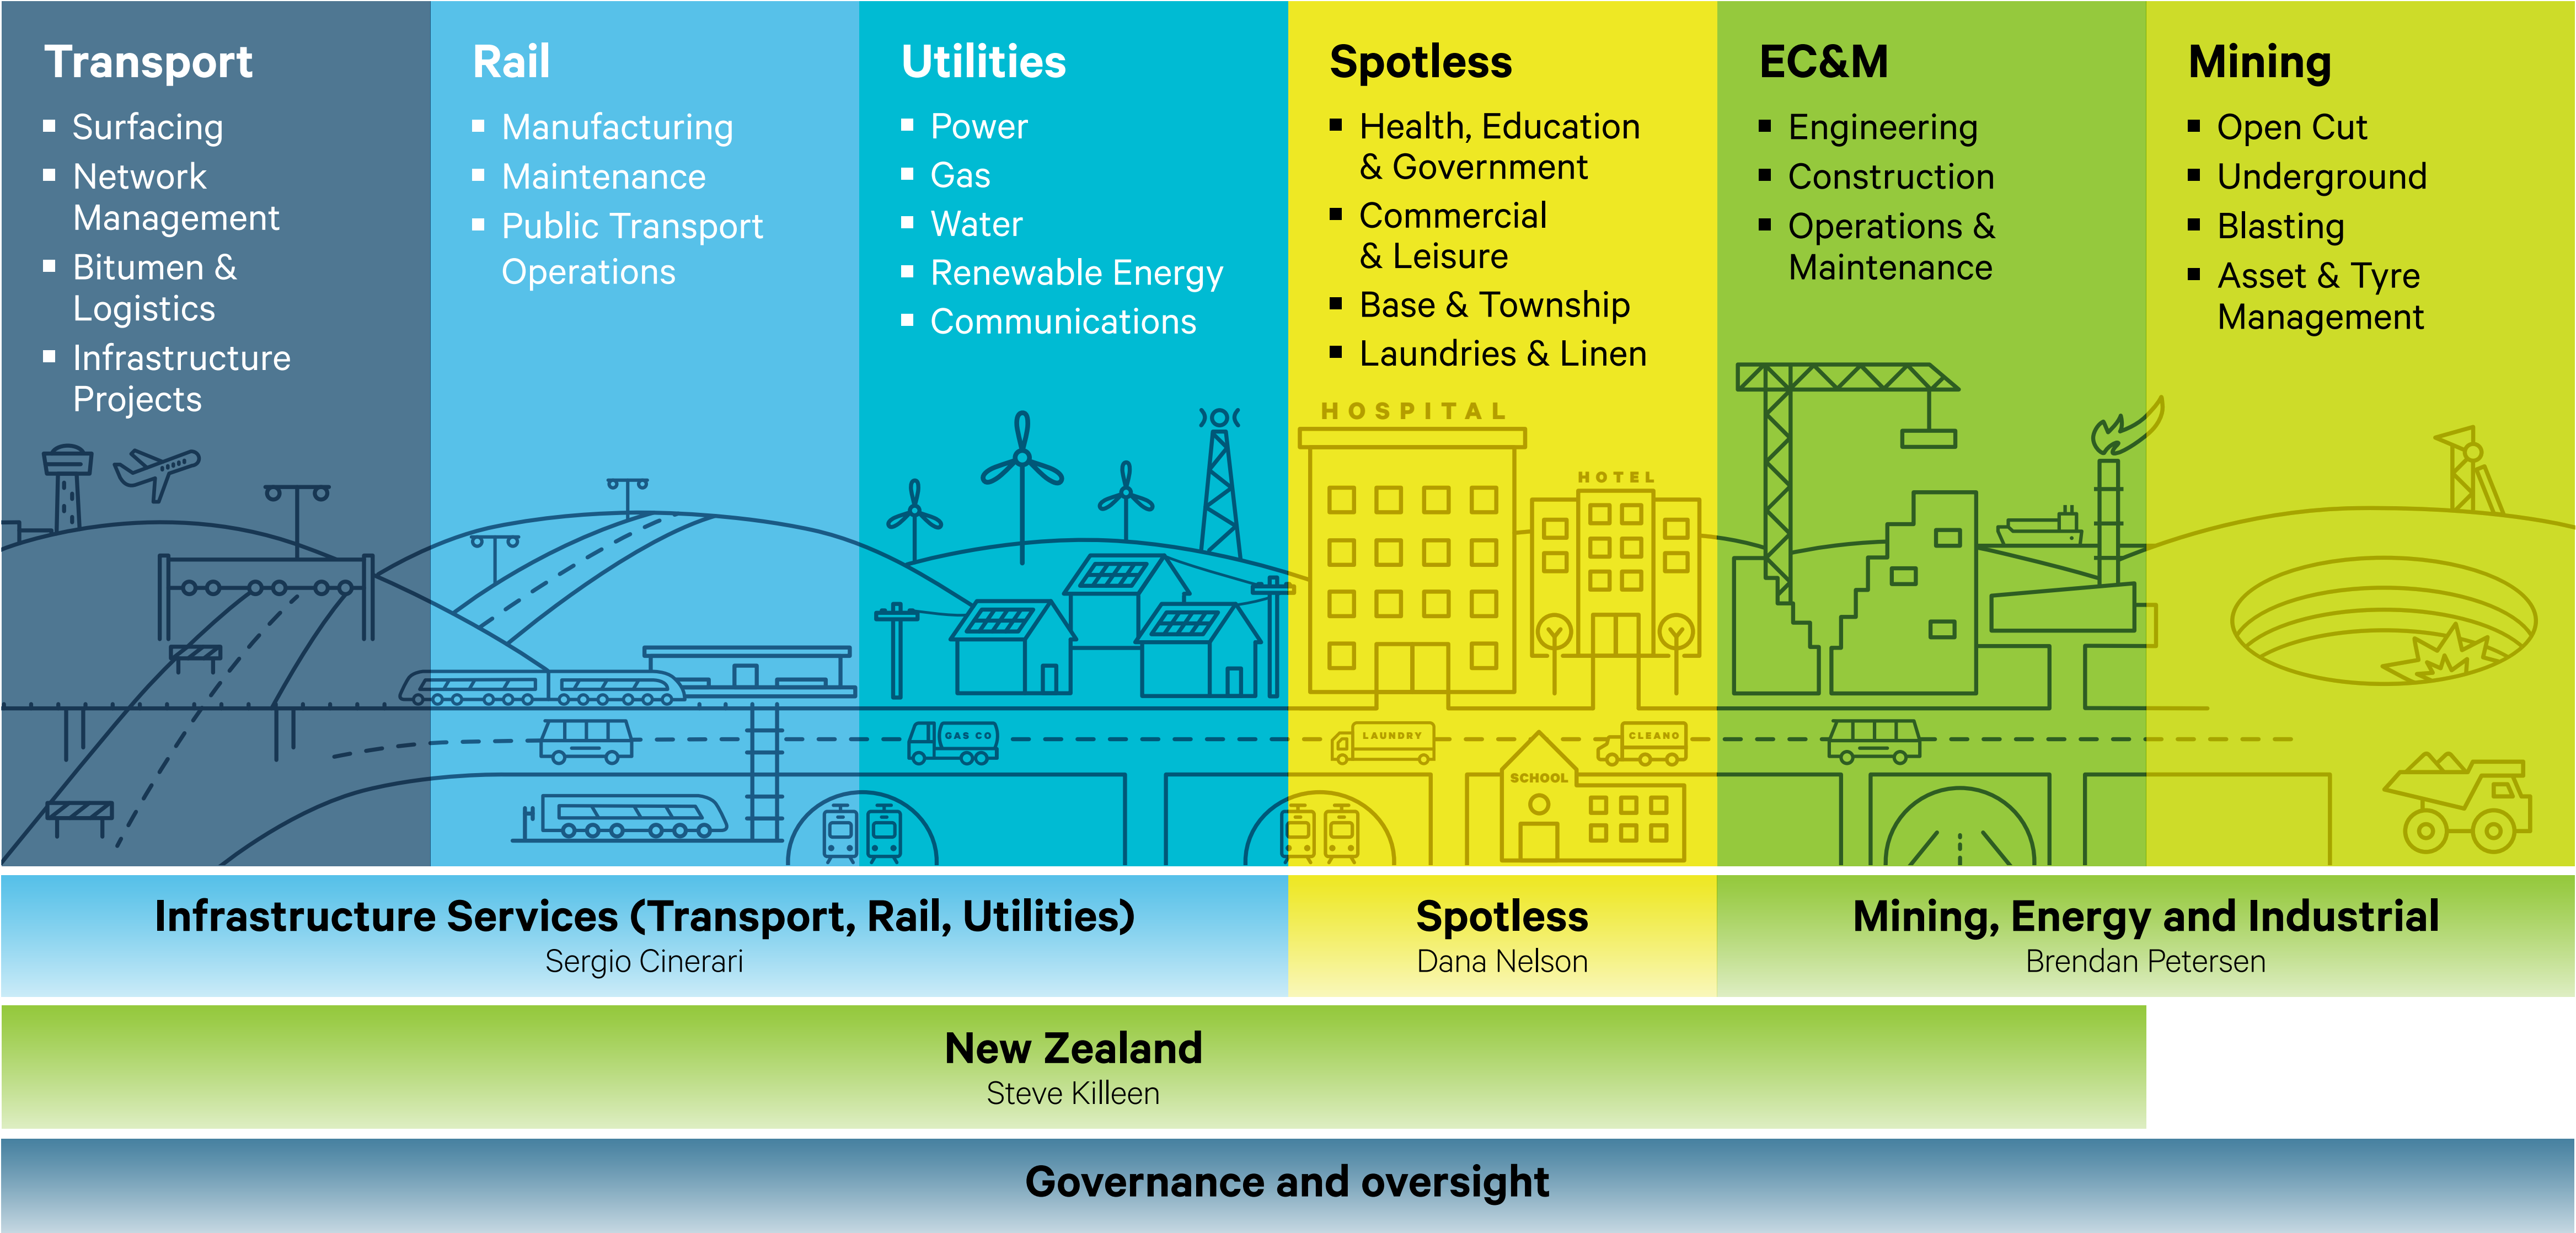 Transport
Surfacing
Network
Management
Bitumen &
Logistics
Infrastructure
Projects
Rail
Manufacturing
Maintenance
Public Transport
Operations
Utilities
Power
Gas
Water
Renewable Energy
Communications
Spotless
Health, Education
& Government
Commercial
& Leisure
Base & Township
Laundries & Linen
EC&M
Engineering
Construction
Operations &
Maintenance
Mining
Open Cut
Underground
Blasting
Asset & Tyre
Management
HOSPITAL
HOTEL
GAS CO
LAUNDRY
CLEANO
SCHOOL
Infrastructure Services (Transport, Rail, Utilities)
Sergio Cinerari
Spotless
Dana Nelson
Mining, Energy and Industrial
Brendan Petersen
New Zealand
Steve Killeen
Governance and oversight